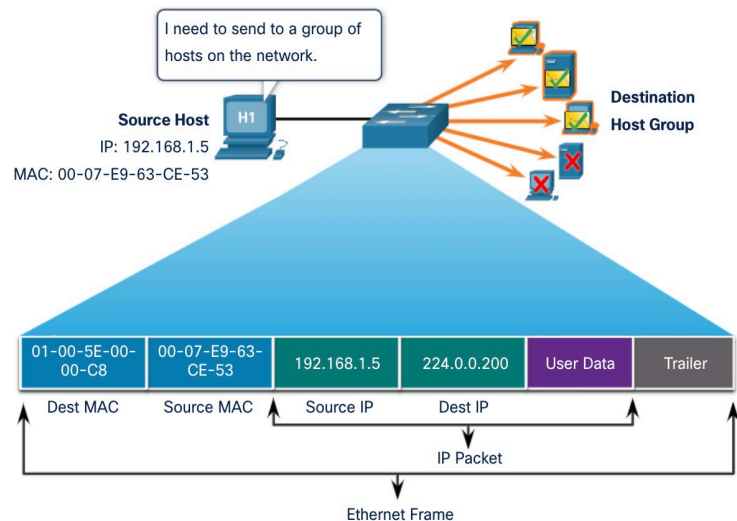 I need to send to a group of
hosts on the network.
H1
Source Host
IP: 192.168.1.5
MAC: 00-07-E9-63-CE-53
Destination
Host Group
01-00-5E-00-
00-C8
00-07-E9-63-
CE-53
192.168.1.5
224.0.0.200
User Data
Trailer
Dest MAC
Source MAC
Source IP
Dest IP
IP Packet
Ethernet Frame